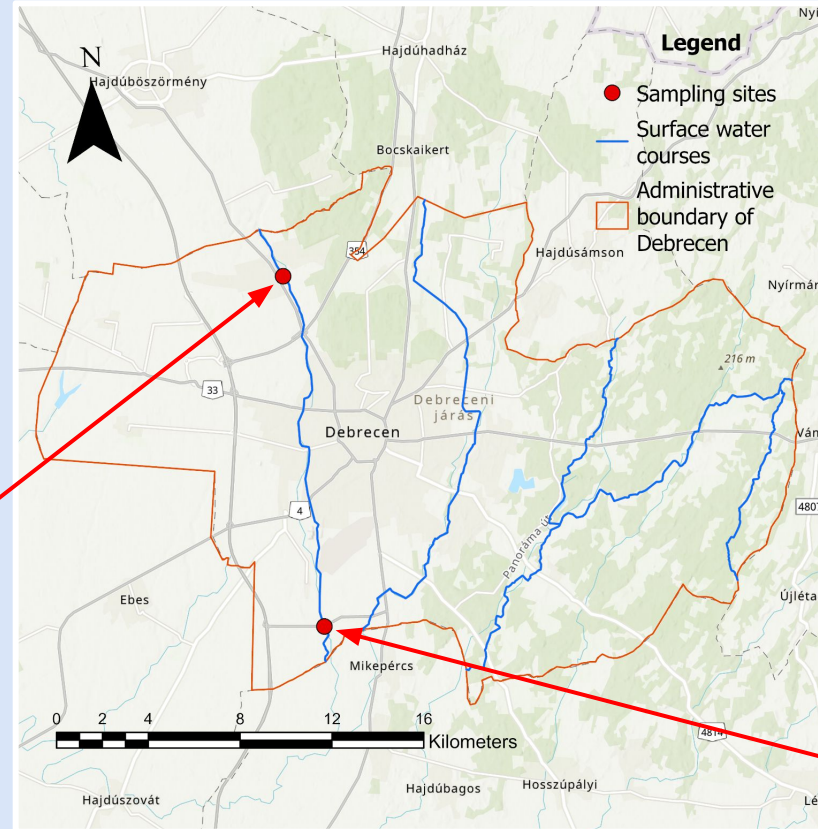 Nyí
Legend
Hajdúhadház
N
Hajdúböszörmény
Sampling sites
Surface water
courses
Bocskaikert
Administrative
boundary of
Debrecen
354
Hajdúsámson
Nyírmár
216 m
33
Debreceni
járás
Debrecen
Ván
4
4807
Panoráma út
Ebes
Újléta
Mikepércs
0 2 4 8 12 16
Kilometers
4814
Hajdúbagos
Hosszúpályi
Hajdúszovát
Lé